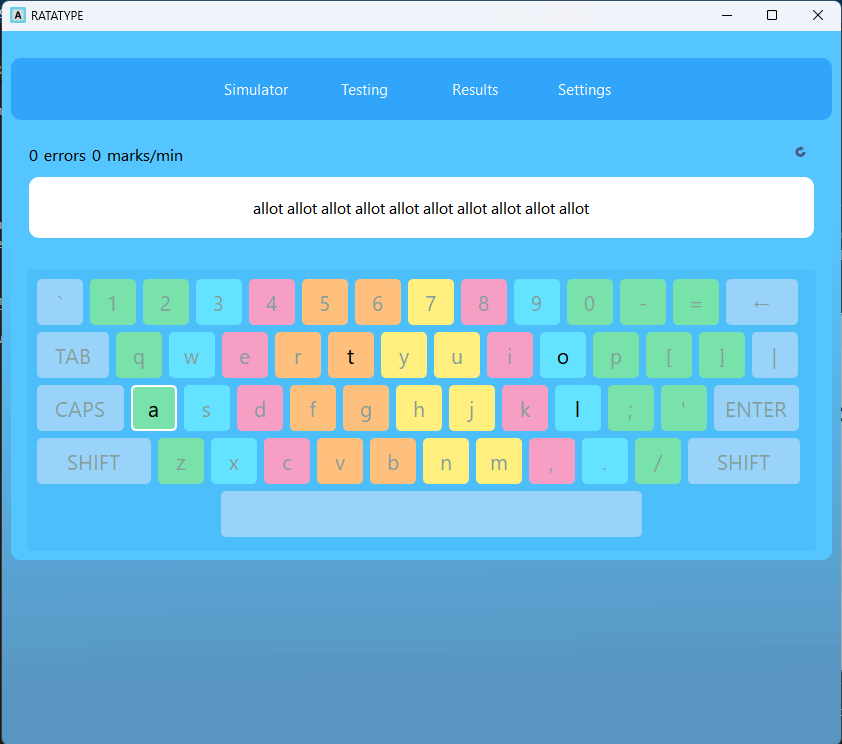 A RATATYPE
Simulator Testing Results Settings
0 errors 0 marks/min
allot allot allot allot allot allot allot allot allot allot
` 1 2 3 4 5 6 7 8 9 0 - = ←
TAB q w e r t y u i o p [ ] |
CAPS a s d f g h j k l ; ' ENTER
SHIFT z x c v b n m , . / SHIFT